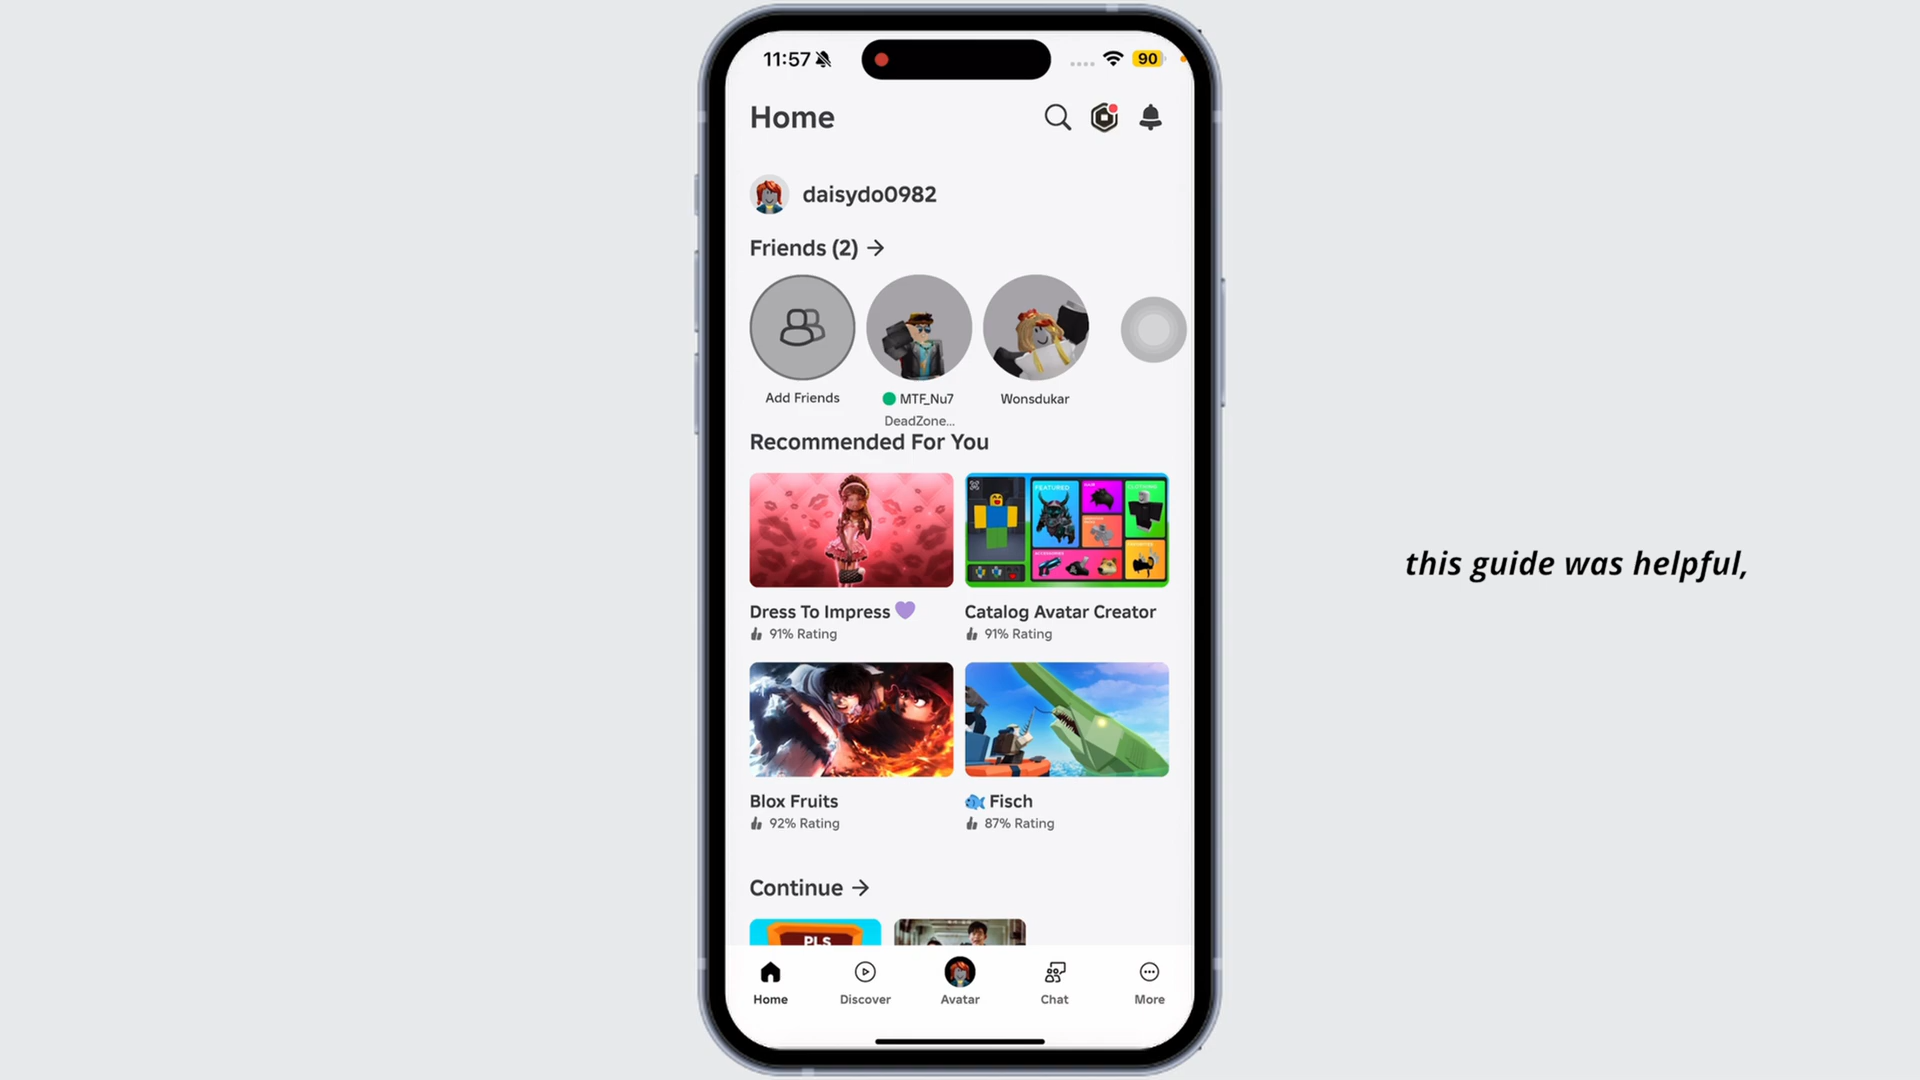 11:57
90
Home
daisydo0982
Friends (2)
Add Friends
MTF_Nu7
Wonsdukar
DeadZone...
Recommended For You
FEATURED
Dress To Impress
Catalog Avatar Creator
91% Rating
91% Rating
Blox Fruits
Fisch
92% Rating
87% Rating
Continue
PLS
Home
Discover
Avatar
Chat
More
this guide was helpful,